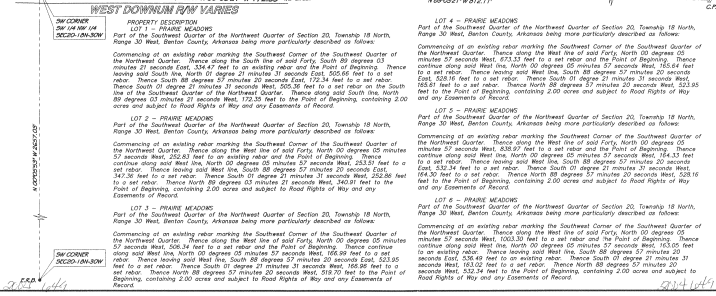 WEST DOWNUM R/W VARIES
SW CORNER
SW 1/4 NW 1/4
SEC20-18N-30W
PROPERTY DESCRIPTION
LOT 1 - PRAIRIE MEADOWS
Part of the Southwest Quarter of the Northwest Quarter of Section 20, Township 18 North,
Range 30 West, Benton County, Arkansas being more particularly described as follows:
Commencing at an existing rebar marking the Southwest Corner of the Southwest Quarter of
the Northwest Quarter. Thence along the South line of said Forty, South 89 degrees 03
minutes 21 seconds East, 334.47 feet to an existing rebar and the Point of Beginning. Thence
leaving said South line, North 01 degree 21 minutes 31 seconds East, 505.66 feet to a set
rebar. Thence South 88 degrees 57 minutes 20 seconds East, 172.34 feet to a set rebar.
Thence South 01 degree 21 minutes 31 seconds West, 505.36 feet to a set rebar on the South
line of the Southwest Quarter of the Northwest Quarter. Thence along said South line, North
89 degrees 03 minutes 21 seconds West, 172.33 feet to the Point of Beginning, containing 2.00
acres and subject to Road Rights of Way and any Easements of Record.
LOT 2 - PRAIRIE MEADOWS
Part of the Southwest Quarter of the Northwest Quarter of Section 20, Township 18 North,
Range 30 West, Benton County, Arkansas being more particularly described as follows:
Commencing at an existing rebar marking the Southwest Corner of the Southwest Quarter of
the Northwest Quarter. Thence along the West line of said Forty, North 00 degrees 05 minutes
57 seconds West, 252.83 feet to an existing rebar and the Point of Beginning. Thence
continue along said West line, North 00 degrees 05 minutes 57 seconds West, 253.51 feet to a
set rebar. Thence leaving said West line, South 88 degrees 57 minutes 20 seconds East,
347.36 feet to a set rebar. Thence South 01 degree 21 minutes 31 seconds West, 252.86 feet
to a set rebar. Thence North 89 degrees 03 minutes 21 seconds West, 340.91 feet to the
Point of Beginning, containing 2.00 acres and subject to Road Rights of Way and any
Easements of Record.
LOT 3 - PRAIRIE MEADOWS
Part of the Southwest Quarter of the Northwest Quarter of Section 20, Township 18 North,
Range 30 West, Benton County, Arkansas being more particularly described as follows:
Commencing at an existing rebar marking the Southwest Corner of the Southwest Quarter of
the Northwest Quarter. Thence along the West line of said Forty, North 00 degrees 05 minutes
57 seconds West, 506.34 feet to a set rebar and the Point of Beginning. Thence continue
along said West line, North 00 degrees 05 minutes 57 seconds West, 166.99 feet to a set
rebar. Thence leaving said West line, South 88 degrees 57 minutes 20 seconds East, 523.95
feet to a set rebar. Thence South 01 degree 21 minutes 31 seconds West, 166.96 feet to a
set rebar. Thence North 88 degrees 57 minutes 20 seconds West, 519.70 feet to the Point of
Beginning, containing 2.00 acres and subject to Road Rights of Way and any Easements of
Record.
SW CORNER
SEC20-18N-30W
LOT 4 - PRAIRIE MEADOWS
Part of the Southwest Quarter of the Northwest Quarter of Section 20, Township 18 North,
Range 30 West, Benton County, Arkansas being more particularly described as follows:
Commencing at an existing rebar marking the Southwest Corner of the Southwest Quarter of
the Northwest Quarter. Thence along the West line of said Forty, North 00 degrees 05
minutes 57 seconds West, 673.33 feet to a set rebar and the Point of Beginning. Thence
continue along said West line, North 00 degrees 05 minutes 57 seconds West, 165.64 feet
to a set rebar. Thence leaving said West line, South 88 degrees 57 minutes 20 seconds
East, 528.16 feet to a set rebar. Thence South 01 degree 21 minutes 31 seconds West,
165.61 feet to a set rebar. Thence North 88 degrees 57 minutes 20 seconds West, 523.95
feet to the Point of Beginning, containing 2.00 acres and subject to Road Rights of Way
and any Easements of Record.
LOT 5 - PRAIRIE MEADOWS
Part of the Southwest Quarter of the Northwest Quarter of Section 20, Township 18 North,
Range 30 West, Benton County, Arkansas being more particularly described as follows:
Commencing at an existing rebar marking the Southwest Corner of the Southwest Quarter of
the Northwest Quarter. Thence along the West line of said Forty, North 00 degrees 05
minutes 57 seconds West, 838.97 feet to a set rebar and the Point of Beginning. Thence
continue along said West line, North 00 degrees 05 minutes 57 seconds West, 164.33 feet
to a set rebar. Thence leaving said West line, South 88 degrees 57 minutes 20 seconds
East, 532.34 feet to a set rebar. Thence South 01 degree 21 minutes 31 seconds West,
164.30 feet to a set rebar. Thence North 88 degrees 57 minutes 20 seconds West, 528.16
feet to the Point of Beginning, containing 2.00 acres and subject to Road Rights of Way
and any Easements of Record.
LOT 6 - PRAIRIE MEADOWS
Part of the Southwest Quarter of the Northwest Quarter of Section 20, Township 18 North,
Range 30 West, Benton County, Arkansas being more particularly described as follows:
Commencing at an existing rebar marking the Southwest Corner of the Southwest Quarter of
the Northwest Quarter. Thence along the West line of said Forty, North 00 degrees 05
minutes 57 seconds West, 1003.30 feet to a set rebar and the Point of Beginning. Thence
continue along said West line, North 00 degrees 05 minutes 57 seconds West, 163.05 feet
to an existing rebar. Thence leaving said West line, South 88 degrees 57 minutes 20
seconds East, 536.49 feet to an existing rebar. Thence South 01 degree 21 minutes 31
seconds West, 163.02 feet to a set rebar. Thence North 88 degrees 57 minutes 20 seconds
West, 532.34 feet to the Point of Beginning, containing 2.00 acres and subject to
Road Rights of Way and any Easements of Record.